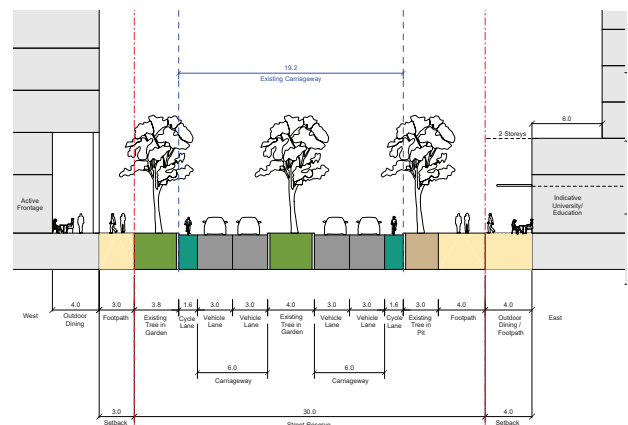 19.2
Existing Carriageway
6.0
2 Storeys
Active
Frontage
Indicative
University/
Education
4.0
3.0
3.8
1.6
3.0
3.0
4.0
3.0
3.0
1.6
3.0
4.0
4.0
West
Outdoor
Dining
Footpath
Existing
Tree in
Garden
Cycle
Lane
Vehicle
Lane
Vehicle
Lane
Existing
Tree in
Garden
Vehicle
Lane
Vehicle
Lane
Cycle
Lane
Existing
Tree in
Pit
Footpath
Outdoor
Dining /
Footpath
East
6.0
Carriageway
6.0
Carriageway
3.0
Setback
30.0
Street Reserve
4.0
Setback